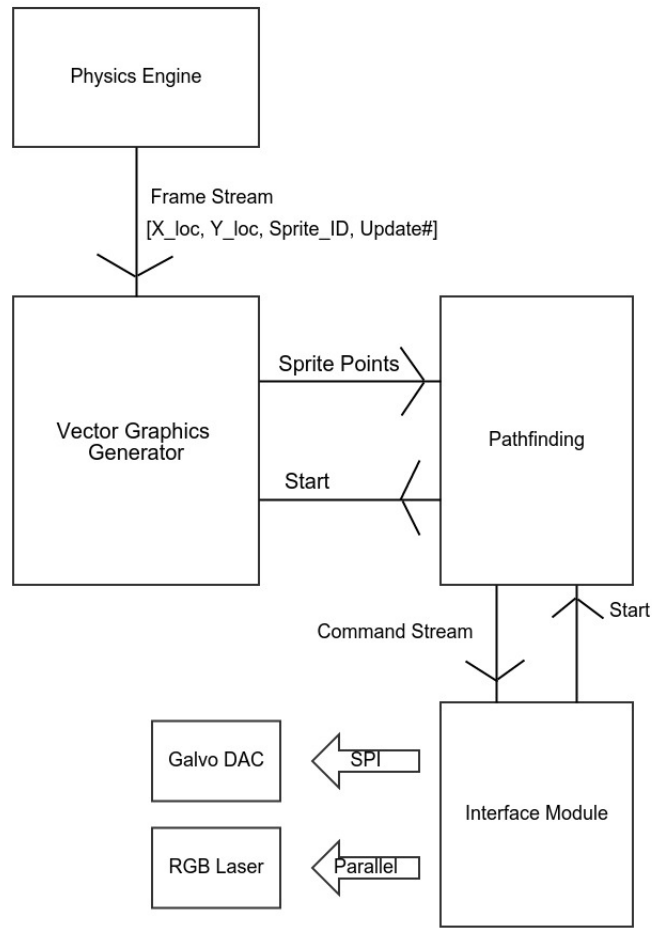 Physics Engine
Frame Stream
[X_loc, Y_loc, Sprite_ID, Update#]
Sprite Points
Vector Graphics
Generator
Pathfinding
Start
Start
Command Stream
Galvo DAC
SPI
Interface Module
RGB Laser
Parallel